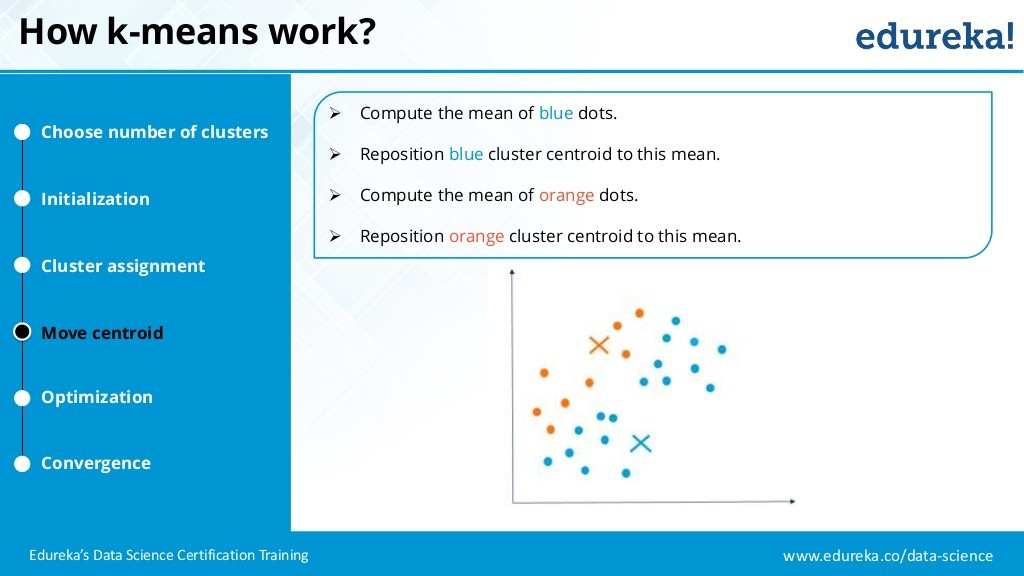 How k-means work?
edureka!
Choose number of clusters
Initialization
Cluster assignment
Move centroid
Optimization
Convergence
➢ Compute the mean of blue dots.
➢ Reposition blue cluster centroid to this mean.
➢ Compute the mean of orange dots.
➢ Reposition orange cluster centroid to this mean.
Edureka’s Data Science Certification Training
www.edureka.co/data-science